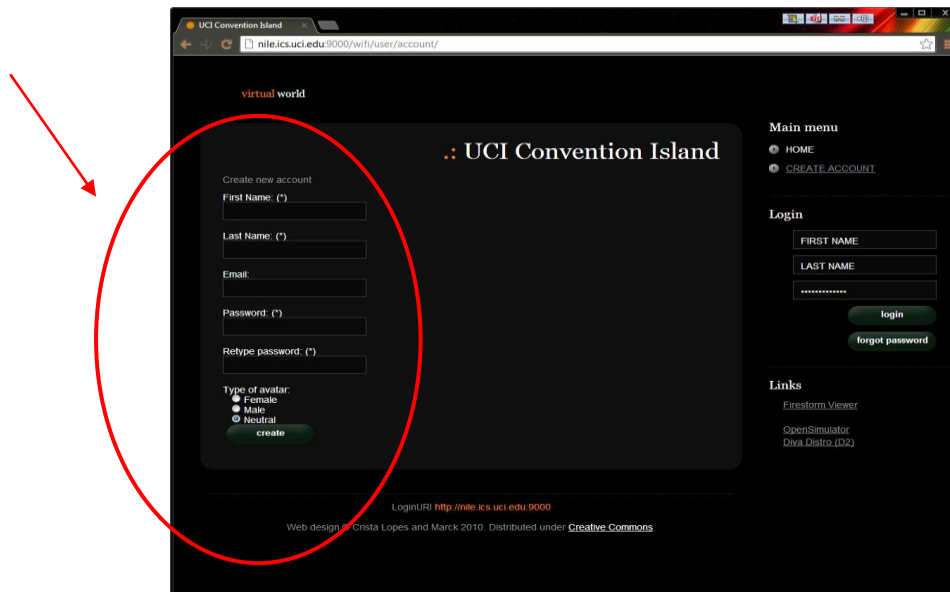 UCI Convention Island
nile.ics.uci.edu:9000/wifi/user/account/
virtual world
.: UCI Convention Island
Create new account
First Name: (*)
Last Name: (*)
Email:
Password: (*)
Retype password: (*)
Type of avatar:
Female
Male
Neutral
create
Main menu
HOME
CREATE ACCOUNT
Login
FIRST NAME
LAST NAME
login
forgot password
Links
Firestorm Viewer
OpenSimulator
Diva Distro (D2)
LoginURI http://nile.ics.uci.edu:9000
Web design © Crista Lopes and Marck 2010. Distributed under Creative Commons